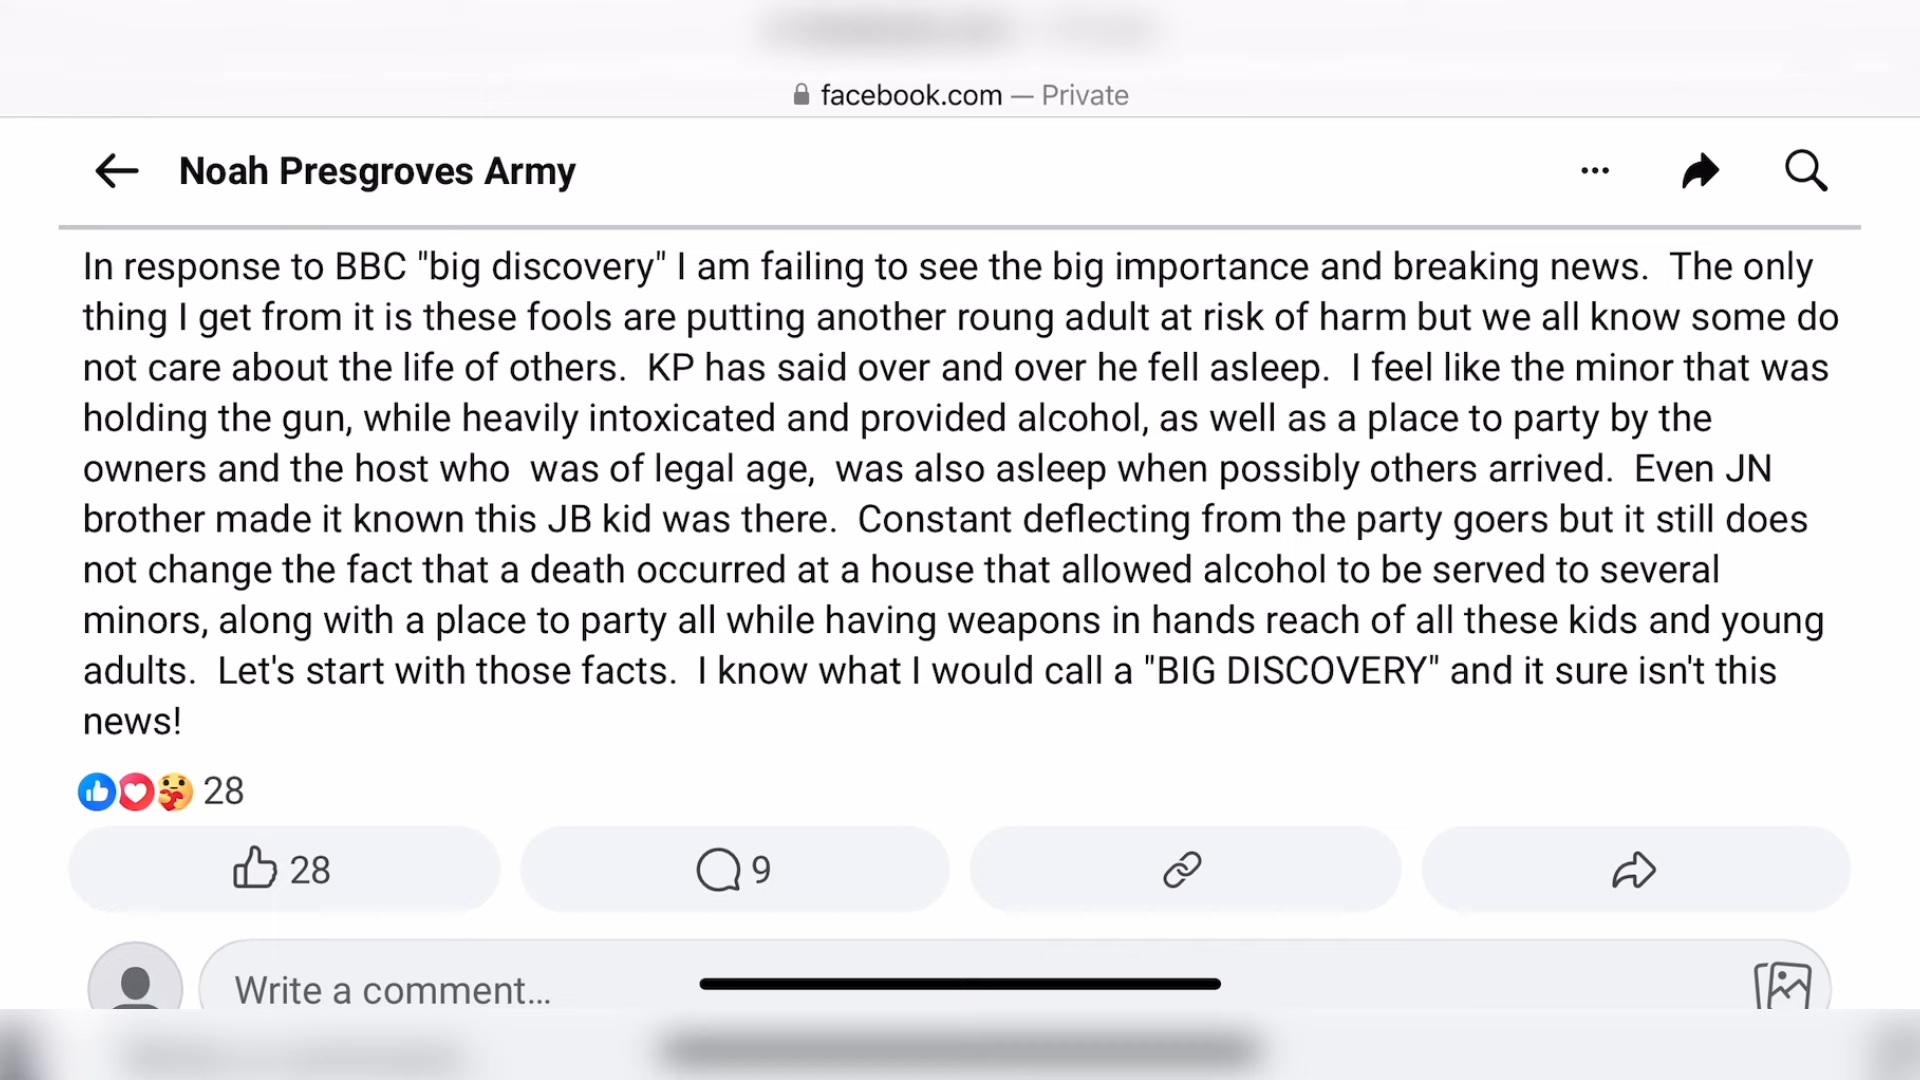 facebook.com — Private
Noah Presgroves Army
In response to BBC "big discovery" I am failing to see the big importance and breaking news.  The only
thing I get from it is these fools are putting another roung adult at risk of harm but we all know some do
not care about the life of others.  KP has said over and over he fell asleep.  I feel like the minor that was
holding the gun, while heavily intoxicated and provided alcohol, as well as a place to party by the
owners and the host who  was of legal age,  was also asleep when possibly others arrived.  Even JN
brother made it known this JB kid was there.  Constant deflecting from the party goers but it still does
not change the fact that a death occurred at a house that allowed alcohol to be served to several
minors, along with a place to party all while having weapons in hands reach of all these kids and young
adults.  Let's start with those facts.  I know what I would call a "BIG DISCOVERY" and it sure isn't this
news!
28
28
9
Write a comment...